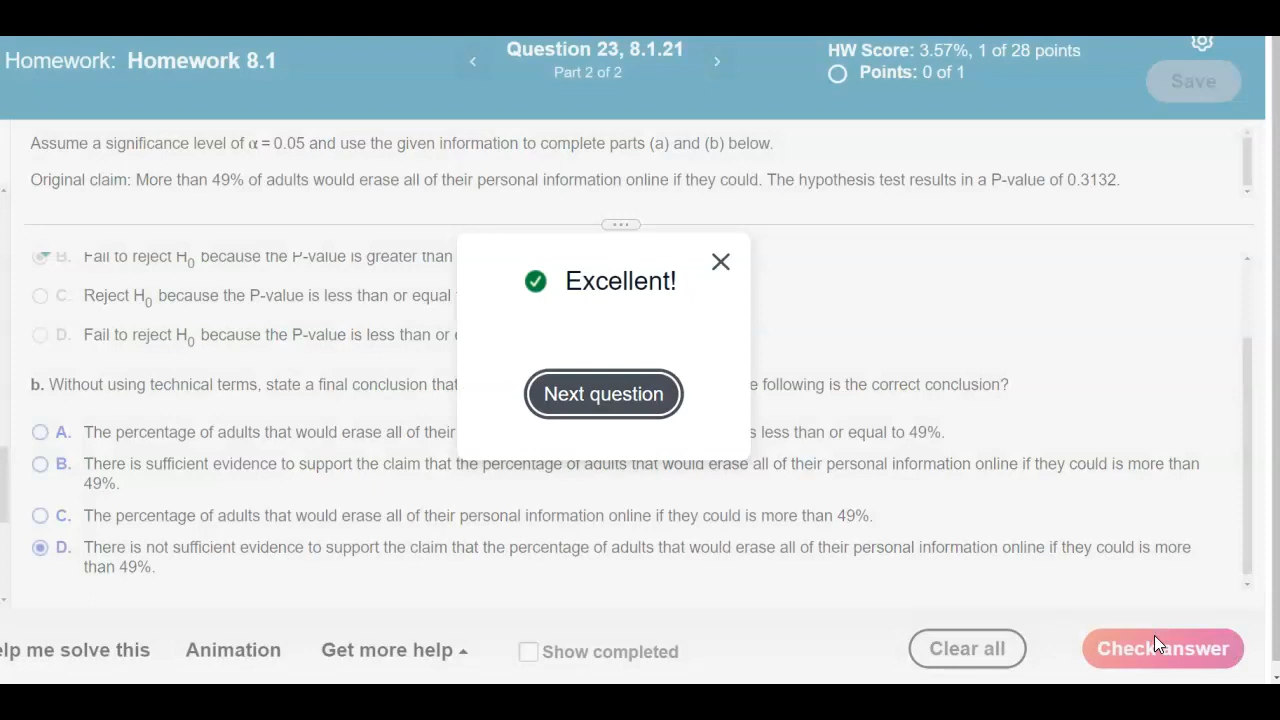 Homework: Homework 8.1
Question 23, 8.1.21
Part 2 of 2
HW Score: 3.57%, 1 of 28 points
Points: 0 of 1
Save
Assume a significance level of α = 0.05 and use the given information to complete parts (a) and (b) below.
Original claim: More than 49% of adults would erase all of their personal information online if they could. The hypothesis test results in a P-value of 0.3132.
B. Fail to reject H0 because the P-value is greater than
C. Reject H0 because the P-value is less than or equal
D. Fail to reject H0 because the P-value is less than or
Excellent!
Next question
b. Without using technical terms, state a final conclusion that
following is the correct conclusion?
A. The percentage of adults that would erase all of their
less than or equal to 49%.
B. There is sufficient evidence to support the claim that the percentage of adults that would erase all of their personal information online if they could is more than
49%.
C. The percentage of adults that would erase all of their personal information online if they could is more than 49%.
D. There is not sufficient evidence to support the claim that the percentage of adults that would erase all of their personal information online if they could is more
than 49%.
elp me solve this
Animation
Get more help
Show completed
Clear all
Check answer